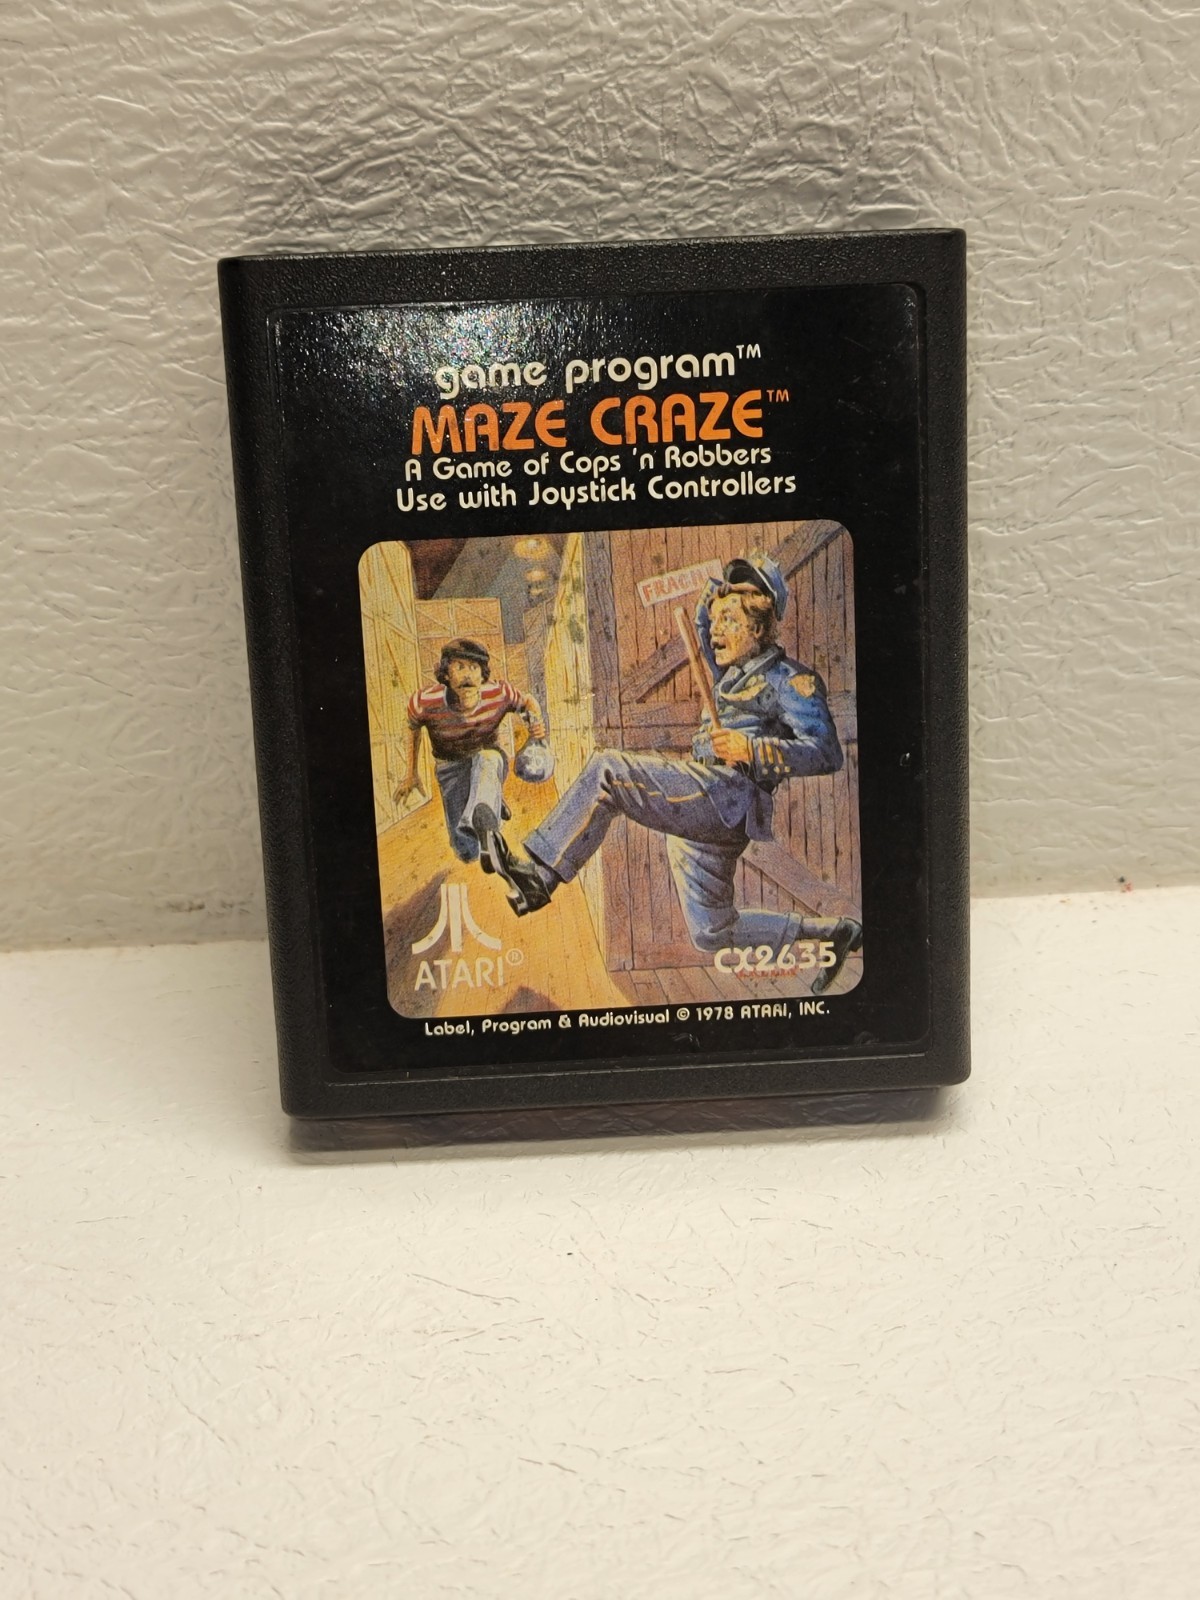 game program™
MAZE CRAZE™
A Game of Cops 'n Robbers
Use with Joystick Controllers
ATARI®
CX2635
Label, Program & Audiovisual © 1978 ATARI, INC.